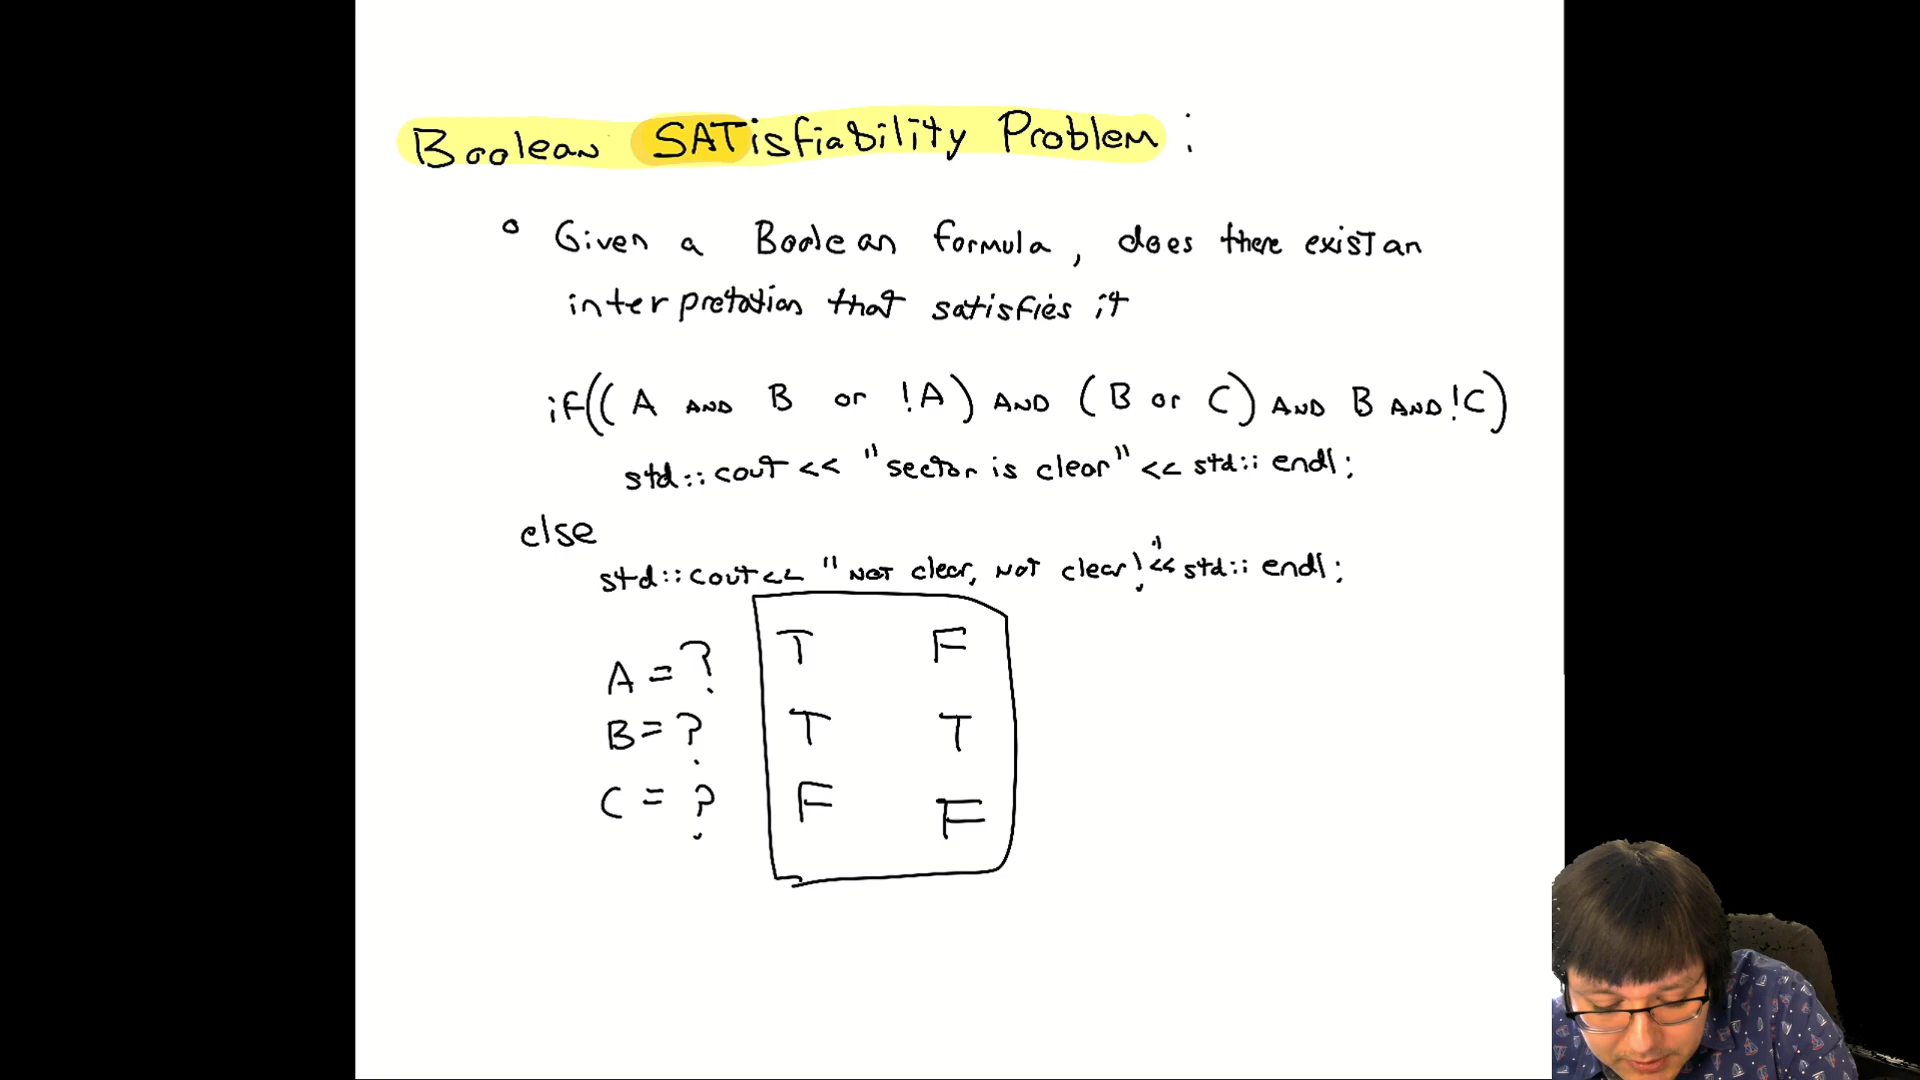 Boolean SATisfiability Problem :
° Given a Boolean formula, does there exist an
interpretation that satisfies it
if(( A AND B or !A) AND (B or C) AND B AND !C)
std::cout << "sector is clear" << std:: endl;
else
std::cout<< "NOT clear, NOT clear!"<< std:: endl;
A = ? T F
B = ? T T
C = ? F F